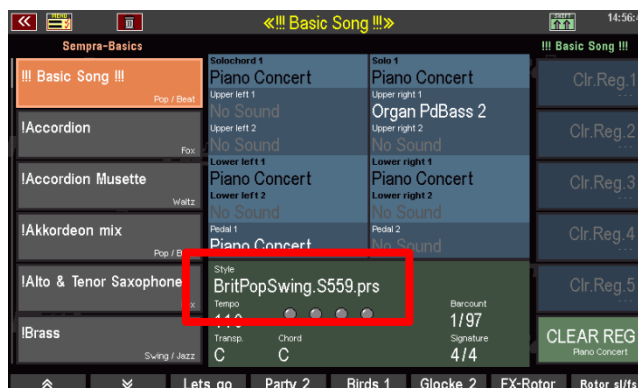 MENU
«!!! Basic Song !!!»
SHIFT
14:56:
Sempra-Basics
!!! Basic Song !!!
!!! Basic Song !!!
Pop / Beat
!Accordion
Fox
!Accordion Musette
Waltz
!Akkordeon mix
Pop / B
!Alto & Tenor Saxophone
!Brass
Swing / Jazz
Solochord 1
Piano Concert
Upper left 1
No Sound
Upper left 2
No Sound
Lower left 1
Piano Concert
Lower left 2
No Sound
Pedal 1
Piano Concert
Solo 1
Piano Concert
Upper right 1
Organ PdBass 2
Upper right 2
No Sound
Lower right 1
Piano Concert
Lower right 2
No Sound
Pedal 2
No Sound
Style
BritPopSwing.S559.prs
Tempo
110
Barcount
1/97
Transp.
C
Chord
C
Signature
4/4
Clr.Reg.1
Clr.Reg.2
Clr.Reg.3
Clr.Reg.4
Clr.Reg.5
CLEAR REG
Piano Concert
Lets go
Party 2
Birds 1
Glocke 2
FX-Rotor
Rotor sl/fs